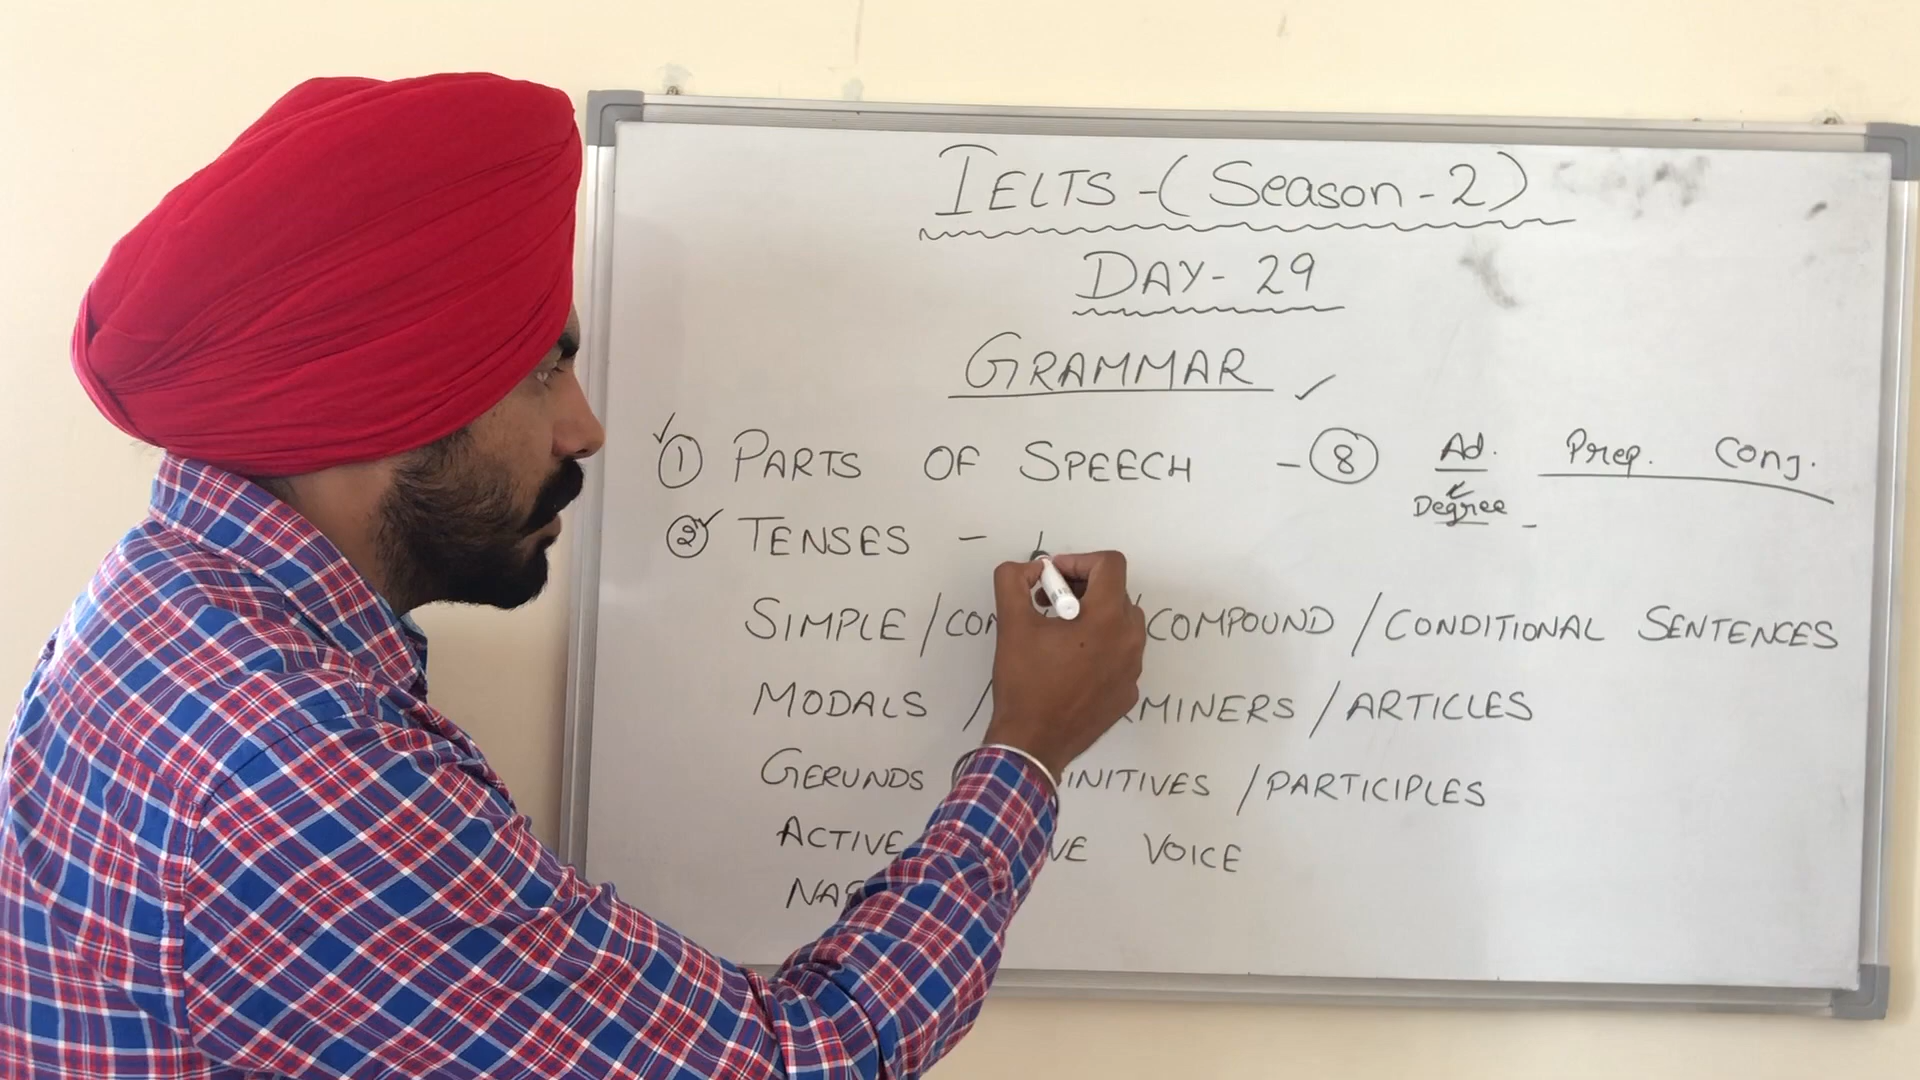 IELTS - (Season - 2)
DAY - 29
GRAMMAR ✓
✓ ① PARTS OF SPEECH - ⑧ Ad. Prep. Conj.
Degree -
② ✓ TENSES -
SIMPLE / COMPOUND / CONDITIONAL SENTENCES
MODALS / ARTICLES
GERUNDS / PARTICIPLES
ACTIVE VOICE